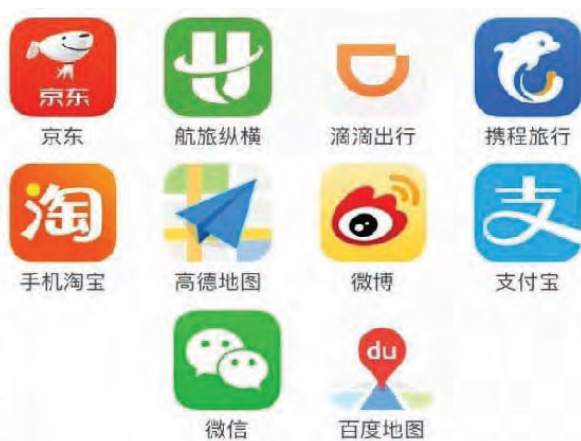 京东
京东 航旅纵横 滴滴出行 携程旅行
淘 支
手机淘宝 高德地图 微博 支付宝
du
微信 百度地图